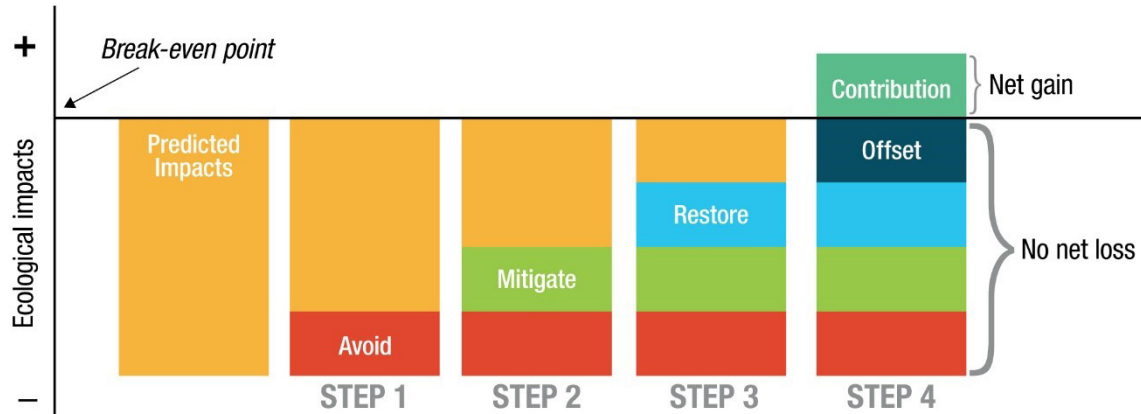 +
Break-even point
Contribution
Net gain
Predicted
Impacts
Offset
Restore
No net loss
Mitigate
Avoid
Ecological impacts
–
STEP 1
STEP 2
STEP 3
STEP 4